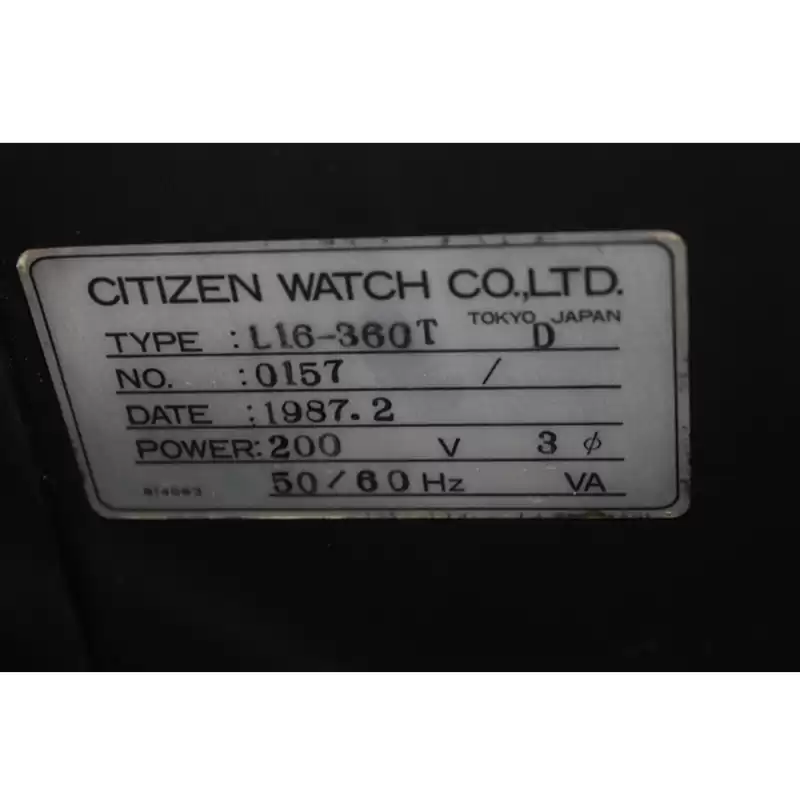 CITIZEN WATCH CO.,LTD.
TOKYO JAPAN
TYPE :L16-360T D
NO. :0157 /
DATE :1987.2
POWER:200 V 3 φ
50/60 Hz VA